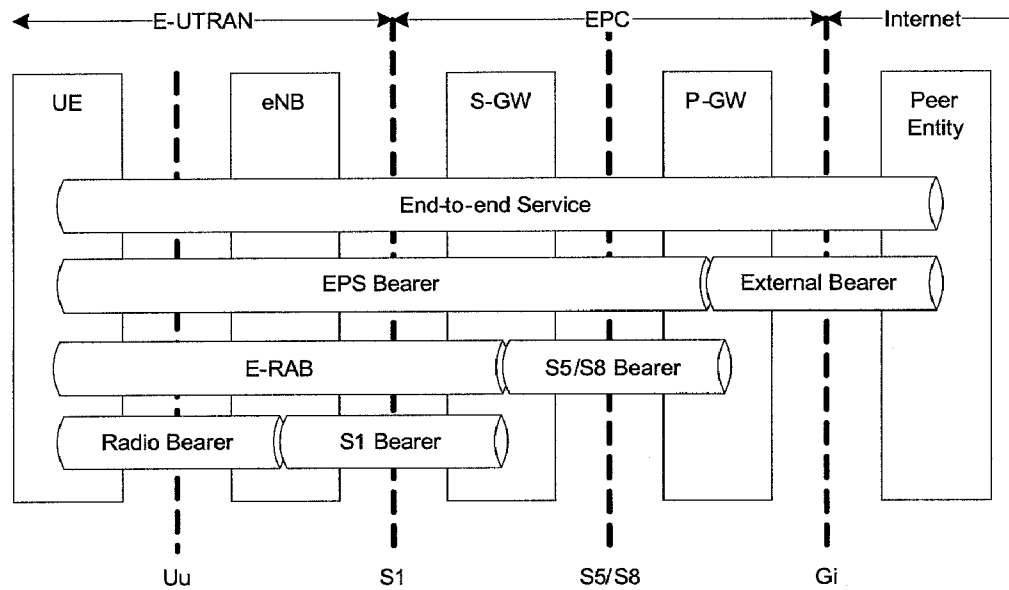 E-UTRAN EPC Internet
UE eNB S-GW P-GW Peer
Entity
End-to-end Service
EPS Bearer External Bearer
E-RAB S5/S8 Bearer
Radio Bearer S1 Bearer
Uu S1 S5/S8 Gi